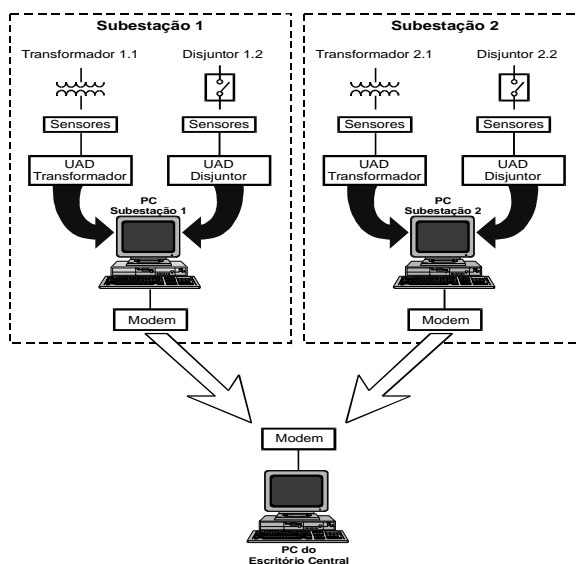 Subestação 1
Transformador 1.1
Disjuntor 1.2
Sensores
Sensores
UAD
Transformador
UAD
Disjuntor
PC
Subestação 1
Modem
Subestação 2
Transformador 2.1
Disjuntor 2.2
Sensores
Sensores
UAD
Transformador
UAD
Disjuntor
PC
Subestação 2
Modem
Modem
PC do
Escritório Central